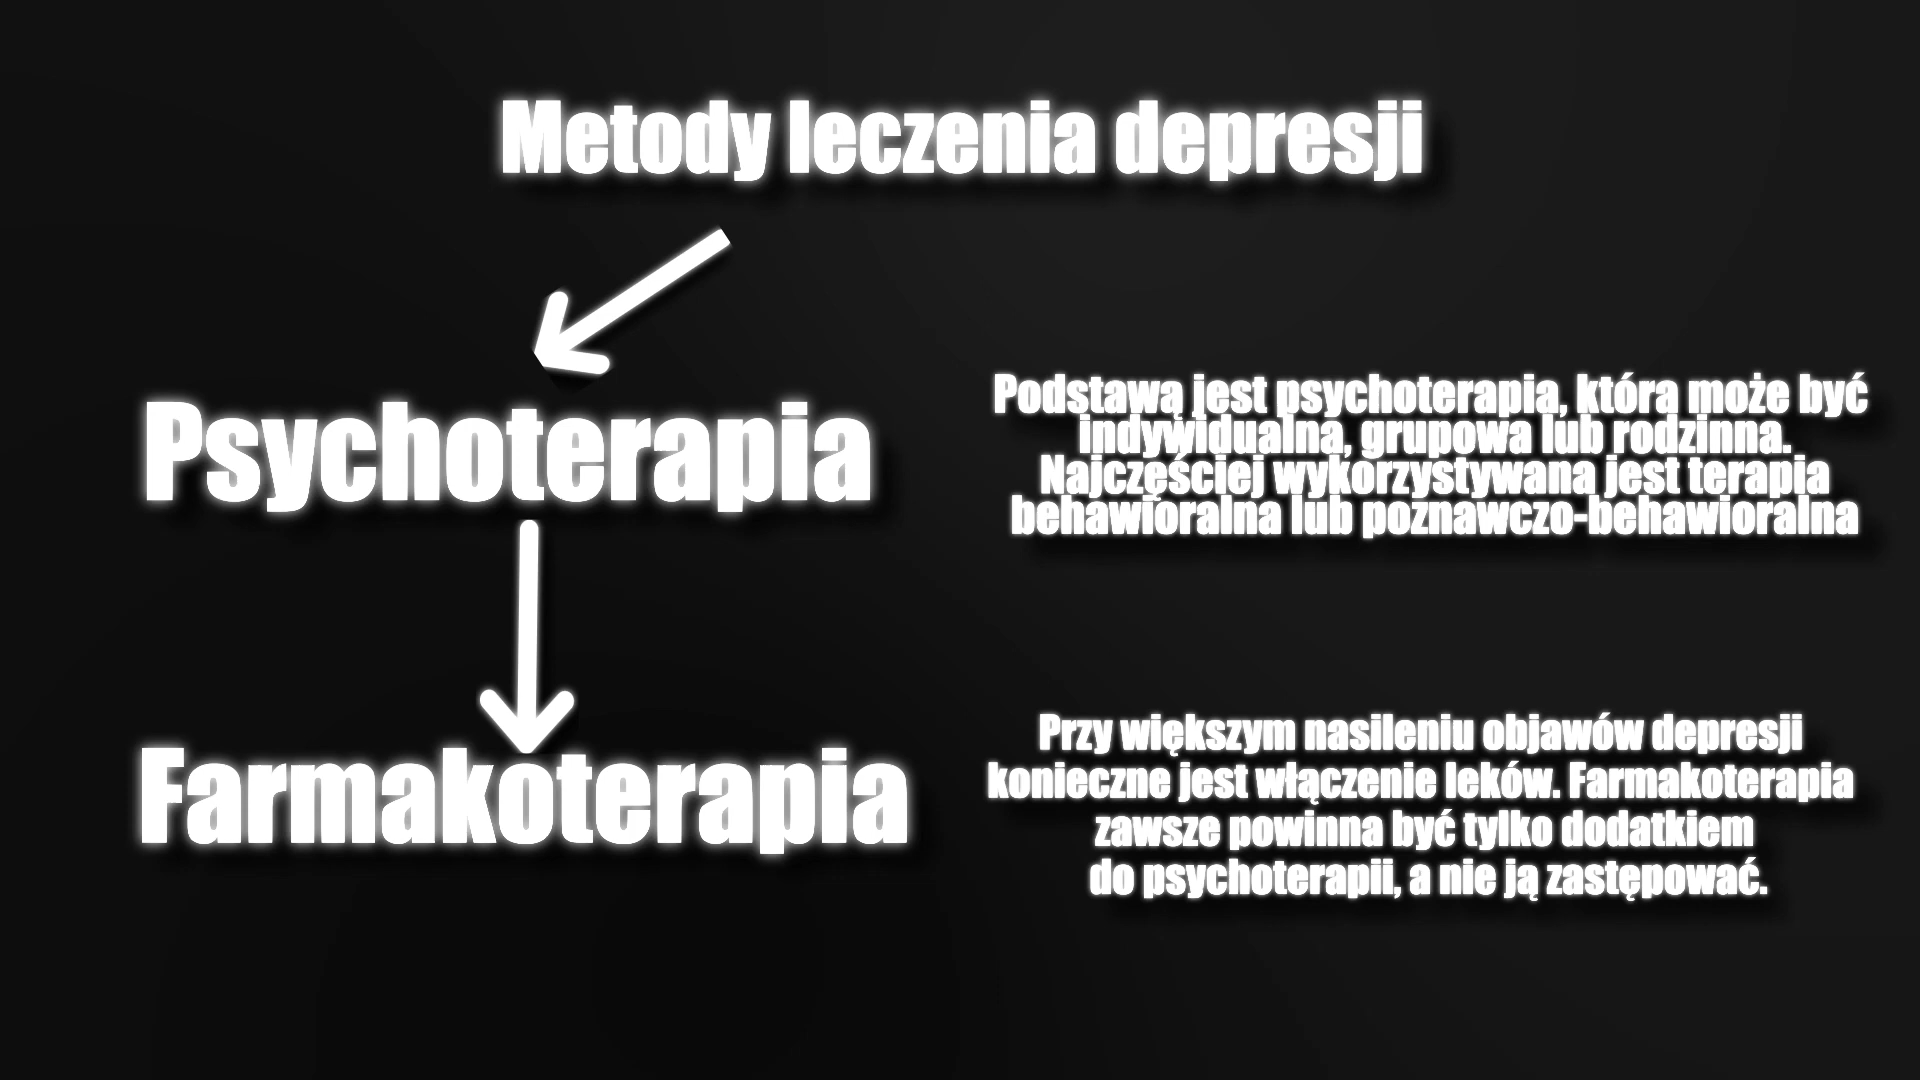 Metody leczenia depresji
Psychoterapia
Podstawą jest psychoterapia, która może być
indywidualna, grupowa lub rodzinna.
Najczęściej wykorzystywana jest terapia
behawioralna lub poznawczo-behawioralna
Farmakoterapia
Przy większym nasileniu objawów depresji
konieczne jest włączenie leków. Farmakoterapia
zawsze powinna być tylko dodatkiem
do psychoterapii, a nie ją zastępować.